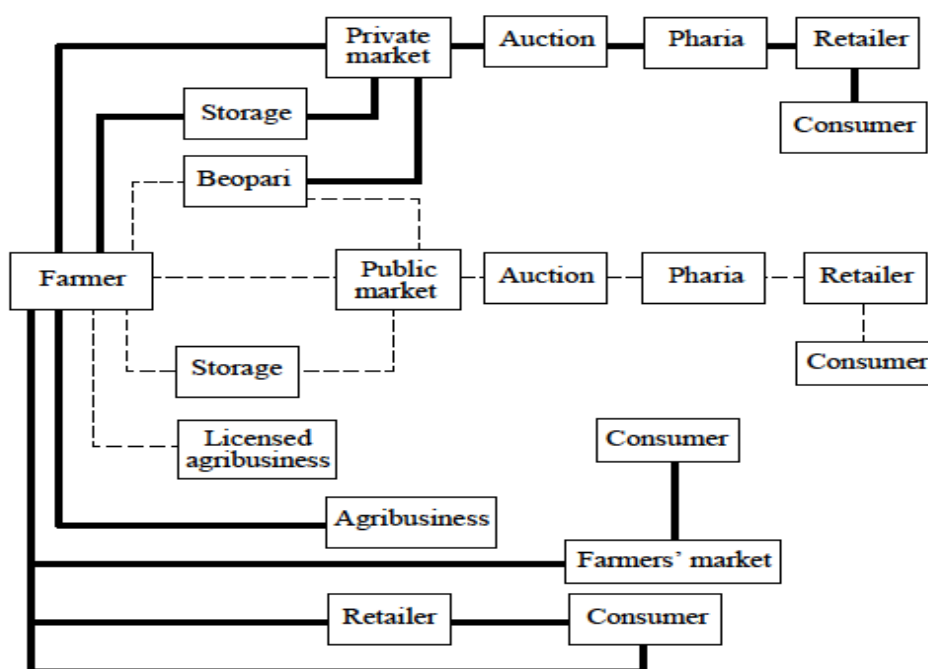 Private
market
Auction
Pharia
Retailer
Storage
Consumer
Beopari
Farmer
Public
market
Auction
Pharia
Retailer
Storage
Consumer
Licensed
agribusiness
Consumer
Agribusiness
Farmers’ market
Retailer
Consumer